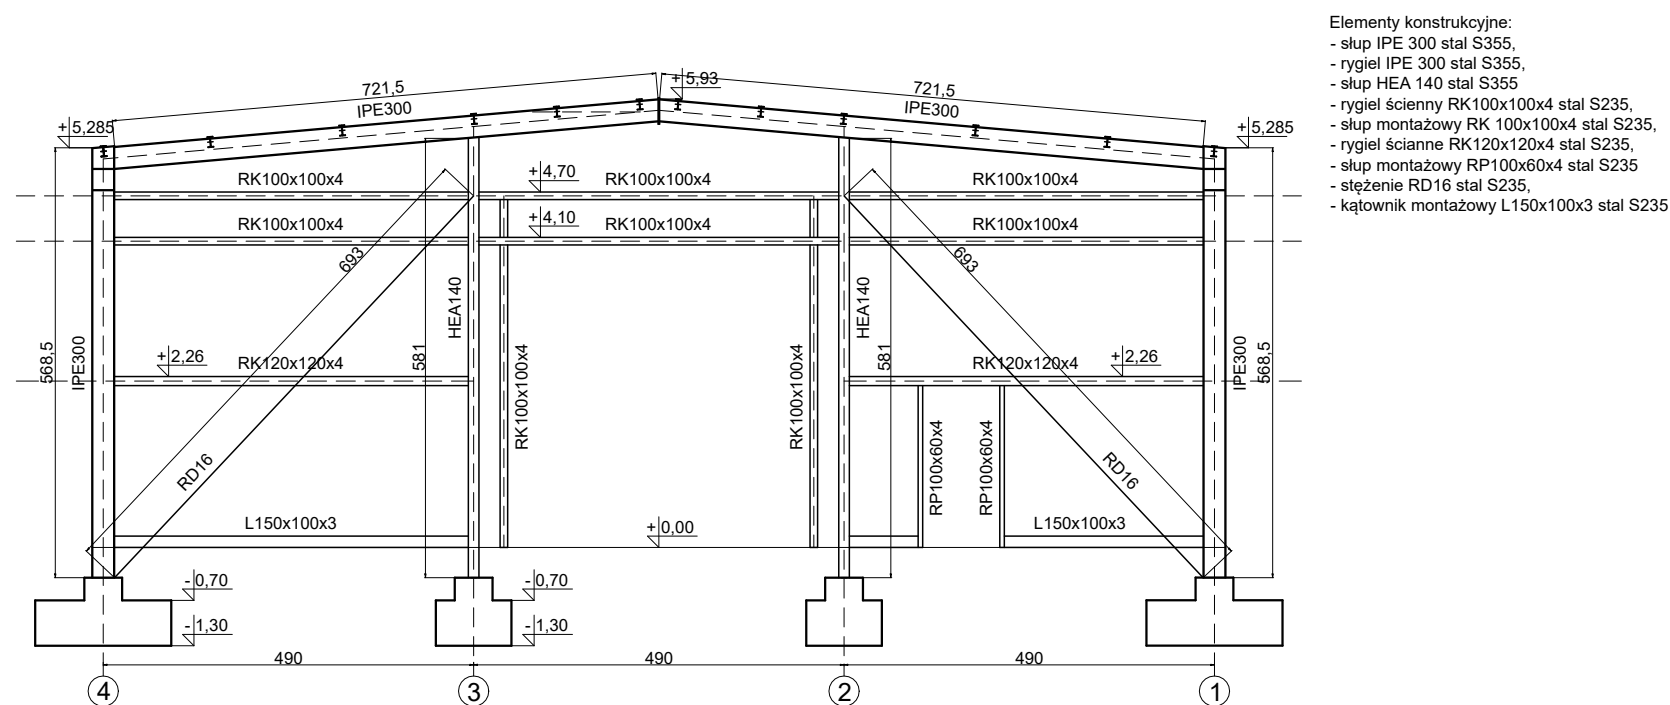 Elementy konstrukcyjne:
- słup IPE 300 stal S355,
- rygiel IPE 300 stal S355,
- słup HEA 140 stal S355
- rygiel ścienny RK100x100x4 stal S235,
- słup montażowy RK 100x100x4 stal S235,
- rygiel ścianne RK120x120x4 stal S235,
- słup montażowy RP100x60x4 stal S235
- stężenie RD16 stal S235,
- kątownik montażowy L150x100x3 stal S235
721,5
IPE300
+5,93
721,5
IPE300
+5,285
+5,285
RK100x100x4
+4,70
RK100x100x4
RK100x100x4
RK100x100x4
+4,10
RK100x100x4
RK100x100x4
693
693
HEA140
HEA140
568,5
IPE300
+2,26
RK120x120x4
581
RK100x100x4
RK100x100x4
581
RK120x120x4
+2,26
IPE300
568,5
RD16
RP100x60x4
RP100x60x4
RD16
L150x100x3
+0,00
L150x100x3
-0,70
-0,70
-1,30
-1,30
490
490
490
4
3
2
1